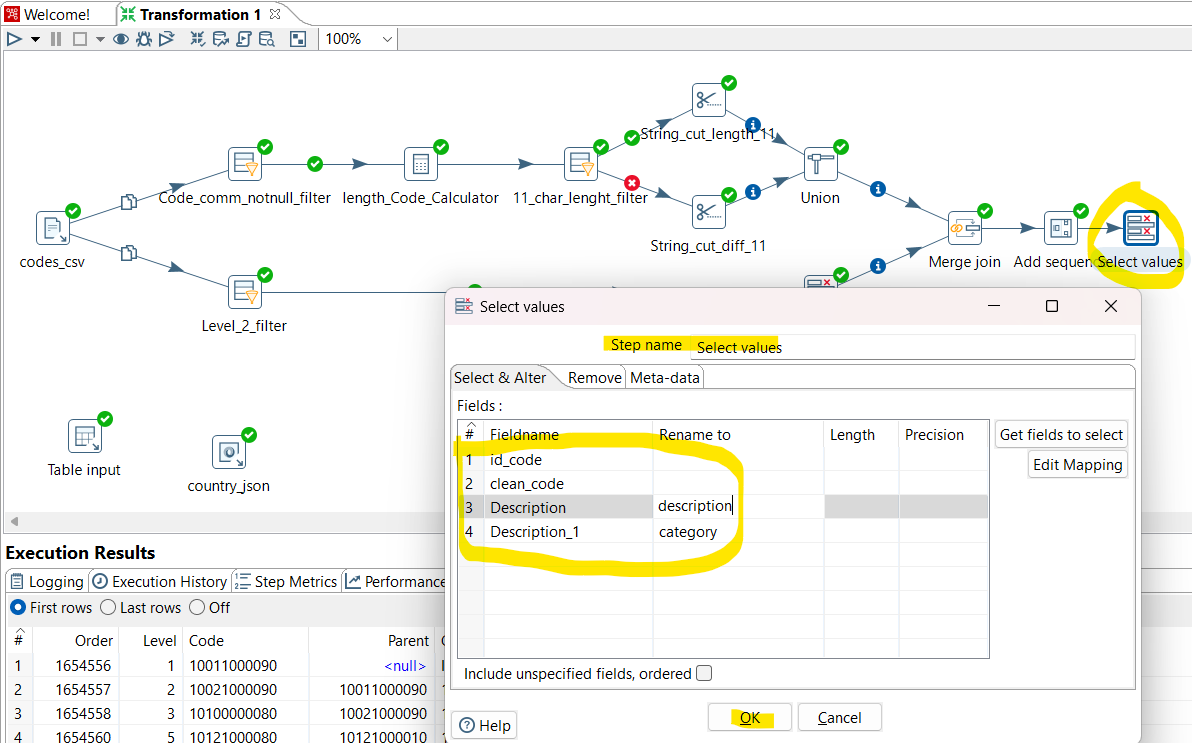 Welcome!
Transformation 1
100%
String_cut_length_11
Code_comm_notnull_filter
length_Code_Calculator
11_char_lenght_filter
Union
String_cut_diff_11
codes_csv
Merge join
Add sequen
Select values
Level_2_filter
Table input
country_json
Select values
Step name
Select values
Select & Alter
Remove
Meta-data
Fields :
# Fieldname Rename to Length Precision
1 id_code
2 clean_code
3 Description description
4 Description_1 category
Get fields to select
Edit Mapping
Include unspecified fields, ordered
Help
OK
Cancel
Execution Results
Logging
Execution History
Step Metrics
Performance
First rows
Last rows
Off
# Order Level Code Parent
1 1654556 1 10011000090 <null>
2 1654557 2 10021000090 10011000090
3 1654558 3 10100000080 10021000090
4 1654560 5 10121000080 10121000010